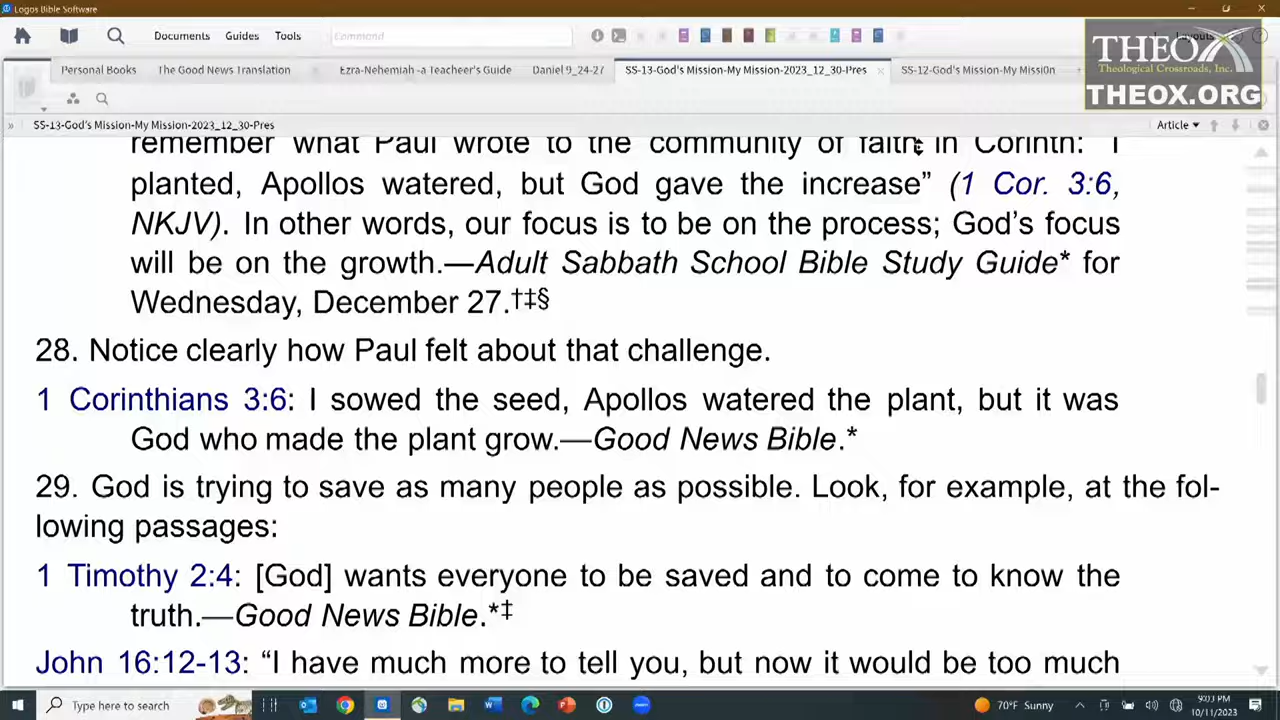 Logos Bible Software
Documents Guides Tools Command Layouts
THEOX
Theological Crossroads, Inc.
THEOX.ORG
Personal Books The Good News Translation Ezra-Nehemiah - a Guid Daniel 9_24-27 SS-13-God's Mission-My Mission-2023_12_30-Pres SS-12-God's Mission-My Missi0n
SS-13-God's Mission-My Mission-2023_12_30-Pres Article
remember what Paul wrote to the community of faith in Corinth: "I
planted, Apollos watered, but God gave the increase” (1 Cor. 3:6,
NKJV). In other words, our focus is to be on the process; God’s focus
will be on the growth.—Adult Sabbath School Bible Study Guide* for
Wednesday, December 27.†‡§
28. Notice clearly how Paul felt about that challenge.
1 Corinthians 3:6: I sowed the seed, Apollos watered the plant, but it was
God who made the plant grow.—Good News Bible.*
29. God is trying to save as many people as possible. Look, for example, at the fol-
lowing passages:
1 Timothy 2:4: [God] wants everyone to be saved and to come to know the
truth.—Good News Bible.*‡
John 16:12-13: “I have much more to tell you, but now it would be too much
Type here to search 70°F Sunny 9:03 PM
10/11/2023